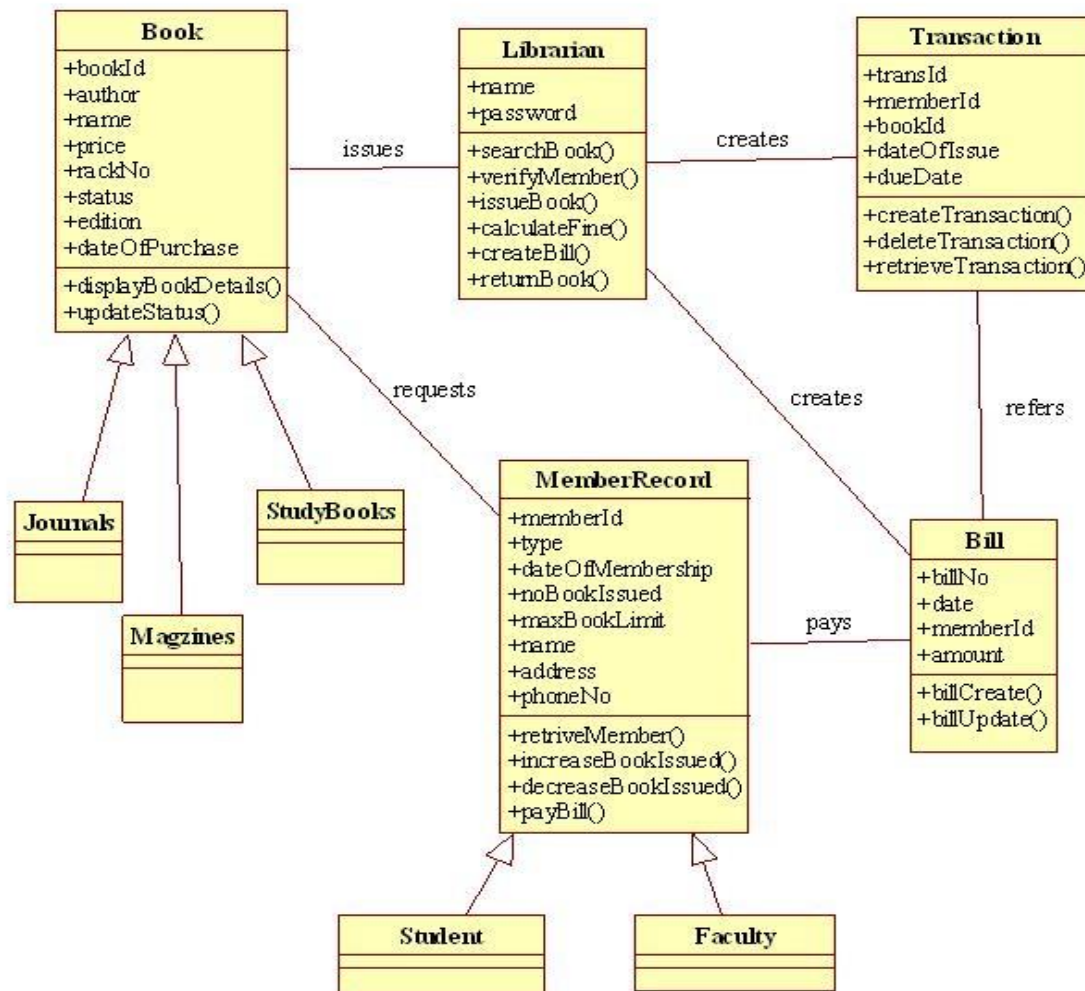 Book
+bookId
+author
+name
+price
+rackNo
+status
+edition
+dateOfPurchase
+displayBookDetails()
+updateStatus()
issues
Librarian
+name
+password
+searchBook()
+verifyMember()
+issueBook()
+calculateFine()
+createBill()
+returnBook()
creates
Transaction
+transId
+memberId
+bookId
+dateOfIssue
+dueDate
+createTransaction()
+deleteTransaction()
+retrieveTransaction()
requests
creates
refers
Journals
Magzines
StudyBooks
MemberRecord
+memberId
+type
+dateOfMembership
+noBookIssued
+maxBookLimit
+name
+address
+phoneNo
+retriveMember()
+increaseBookIssued()
+decreaseBookIssued()
+payBill()
pays
Bill
+billNo
+date
+memberId
+amount
+billCreate()
+billUpdate()
Student
Faculty